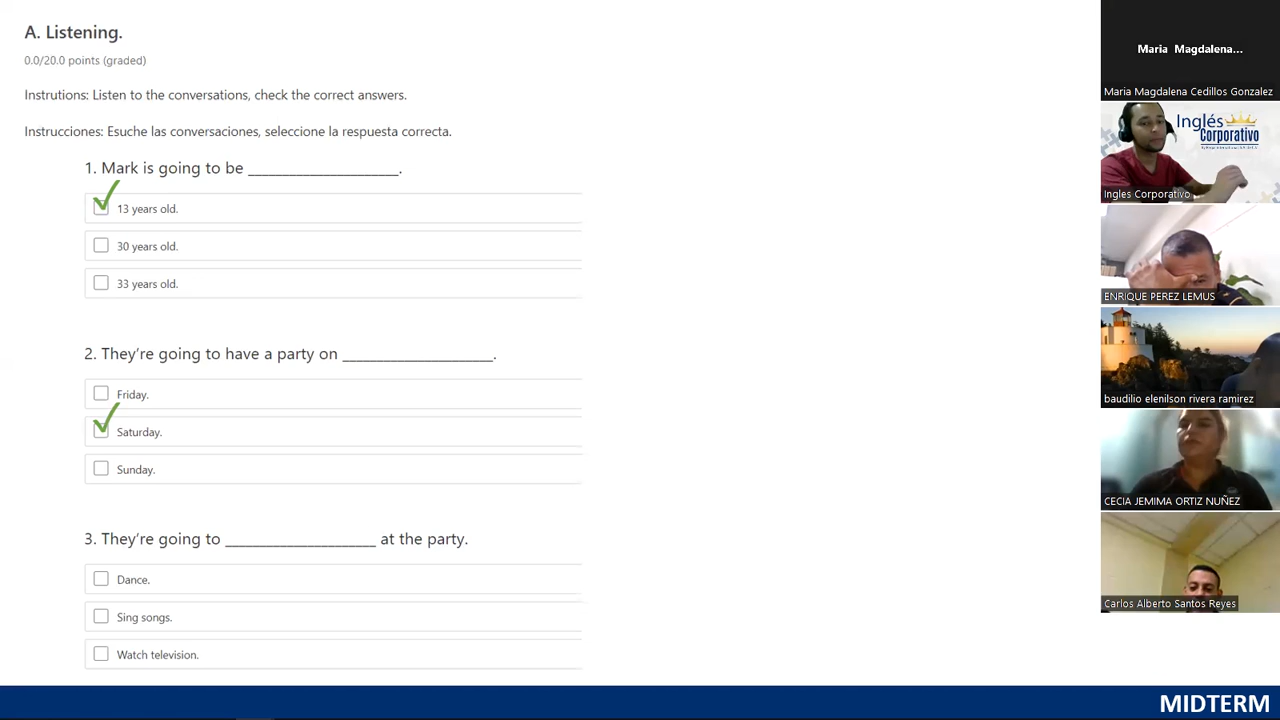 A. Listening.
0.0/20.0 points (graded)
Instrutions: Listen to the conversations, check the correct answers.
Instrucciones: Esuche las conversaciones, seleccione la respuesta correcta.
1. Mark is going to be ______________________.
13 years old.
30 years old.
33 years old.
2. They're going to have a party on ______________________.
Friday.
Saturday.
Sunday.
3. They're going to ______________________ at the party.
Dance.
Sing songs.
Watch television.
MIDTERM
Maria Magdalena...
Maria Magdalena Cedillos Gonzalez
Inglés
Corporativo
Ingles Corporativo
ENRIQUE PEREZ LEMUS
baudilio elenilson rivera ramirez
CECIA JEMIMA ORTIZ NUÑEZ
Carlos Alberto Santos Reyes